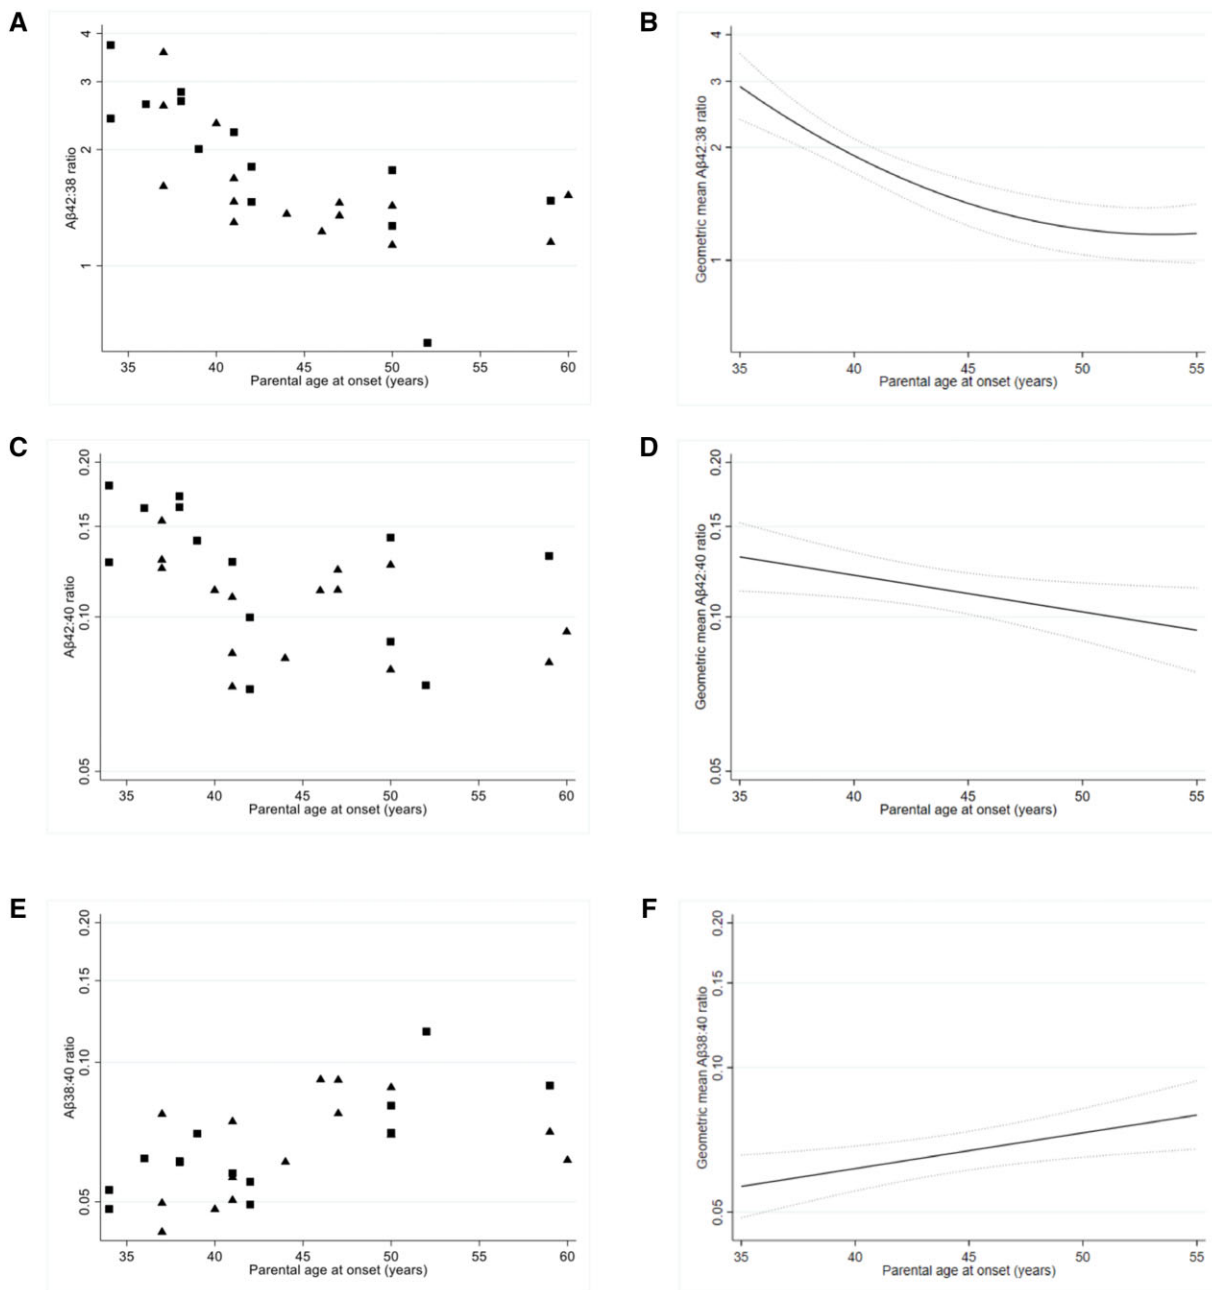 A
Aβ42:38 ratio
4
3
2
1
35 40 45 50 55 60
Parental age at onset (years)
B
Geometric mean Aβ42:38 ratio
4
3
2
1
35 40 45 50 55
Parental age at onset (years)
C
Aβ42:40 ratio
0.20
0.15
0.10
0.05
35 40 45 50 55 60
Parental age at onset (years)
D
Geometric mean Aβ42:40 ratio
0.20
0.15
0.10
0.05
35 40 45 50 55
Parental age at onset (years)
E
Aβ38:40 ratio
0.20
0.15
0.10
0.05
35 40 45 50 55 60
Parental age at onset (years)
F
Geometric mean Aβ38:40 ratio
0.20
0.15
0.10
0.05
35 40 45 50 55
Parental age at onset (years)